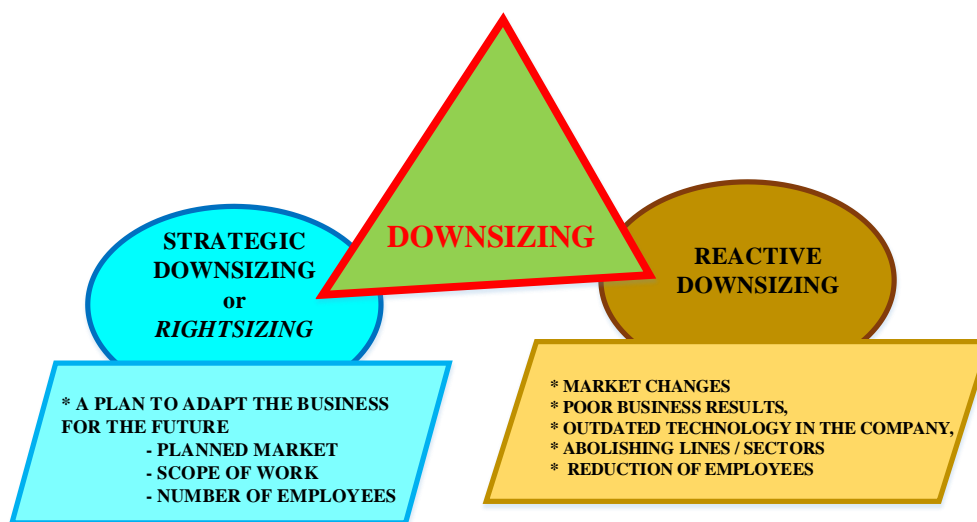 DOWNSIZING
STRATEGIC
DOWNSIZING
or
RIGHTSIZING
* A PLAN TO ADAPT THE BUSINESS
FOR THE FUTURE
- PLANNED MARKET
- SCOPE OF WORK
- NUMBER OF EMPLOYEES
REACTIVE
DOWNSIZING
* MARKET CHANGES
* POOR BUSINESS RESULTS,
* OUTDATED TECHNOLOGY IN THE COMPANY,
* ABOLISHING LINES / SECTORS
* REDUCTION OF EMPLOYEES